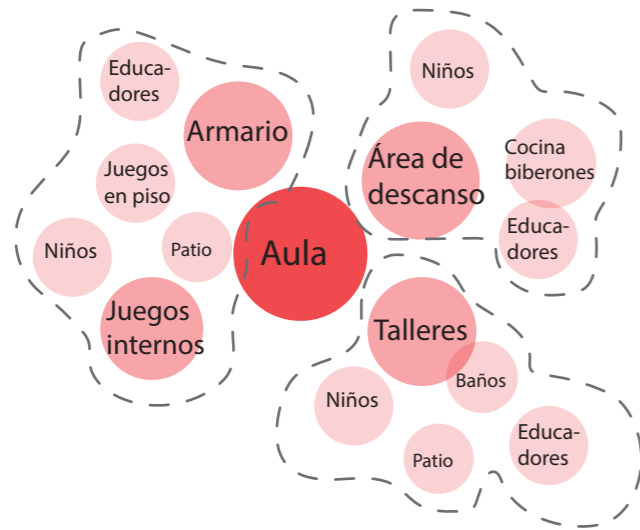 Educa-
dores
Armario
Juegos
en piso
Niños
Patio
Juegos
internos
Aula
Niños
Área de
descanso
Cocina
biberones
Educa-
dores
Talleres
Baños
Niños
Patio
Educa-
dores